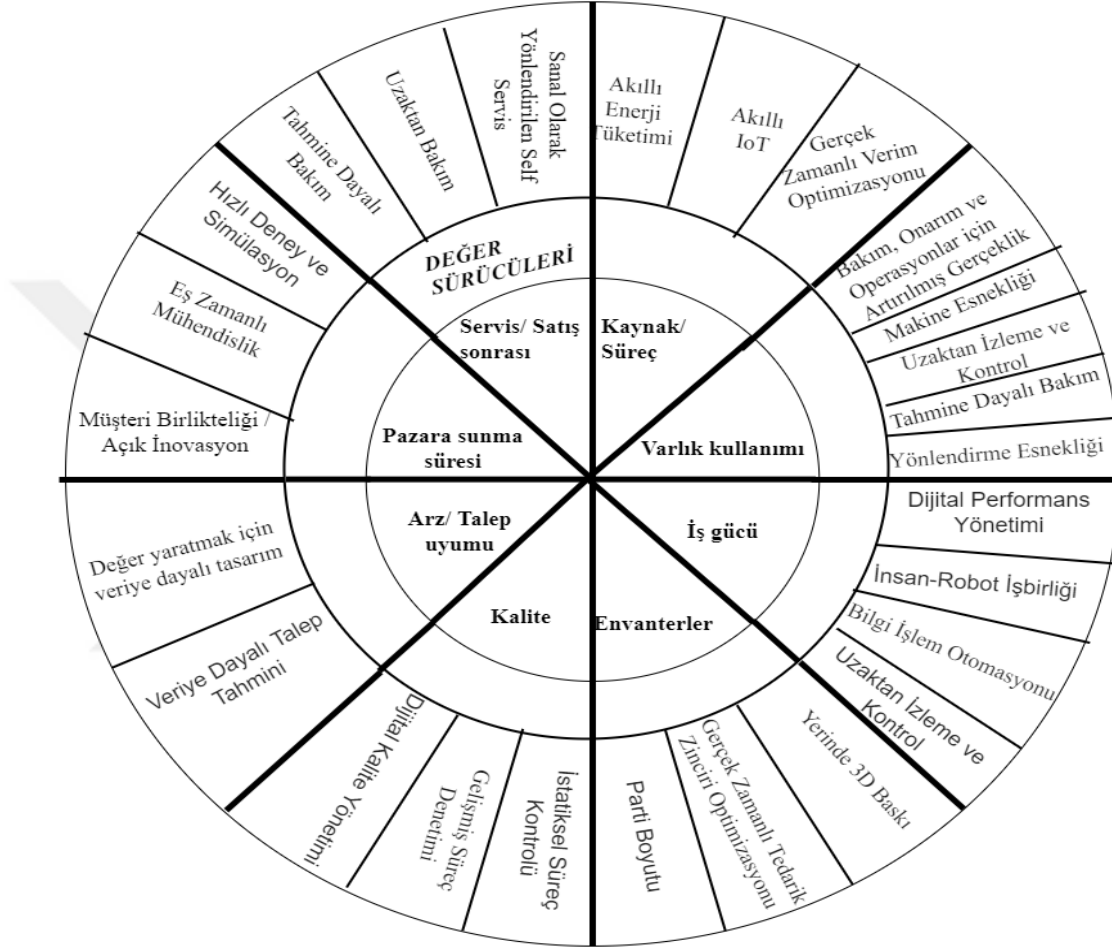 Sanal Olarak
Yönlendirilen Self
Servis
Uzaktan Bakım
Tahmine Dayalı
Bakım
Akıllı
Enerji
Tüketimi
Akıllı
IoT
Gerçek
Zamanlı Verim
Optimizasyonu
Bakım, Onarım ve
Operasyonlar için
Artırılmış Gerçeklik
Makine Esnekliği
Uzaktan İzleme ve
Kontrol
Tahmine Dayalı Bakım
Yönlendirme Esnekliği
Dijital Performans
Yönetimi
İnsan-Robot İşbirliği
Bilgi İşlem Otomasyonu
Uzaktan İzleme ve
Kontrol
Yerinde 3D Baskı
Gerçek Zamanlı Tedarik
Zinciri Optimizasyonu
Parti Boyutu
İstatiksel Süreç
Kontrolü
Gelişmiş Süreç
Denetimi
Dijital Kalite Yönetimi
Veriye Dayalı Talep
Tahmini
Değer yaratmak için
veriye dayalı tasarım
Müşteri Birlikteliği /
Açık İnovasyon
Eş Zamanlı
Mühendislik
Hızlı Deney ve
Simülasyon
DEĞER
SÜRÜCÜLERİ
Servis/ Satış
sonrası
Kaynak/
Süreç
Varlık kullanımı
İş gücü
Envanterler
Kalite
Arz/ Talep
uyumu
Pazara sunma
süresi